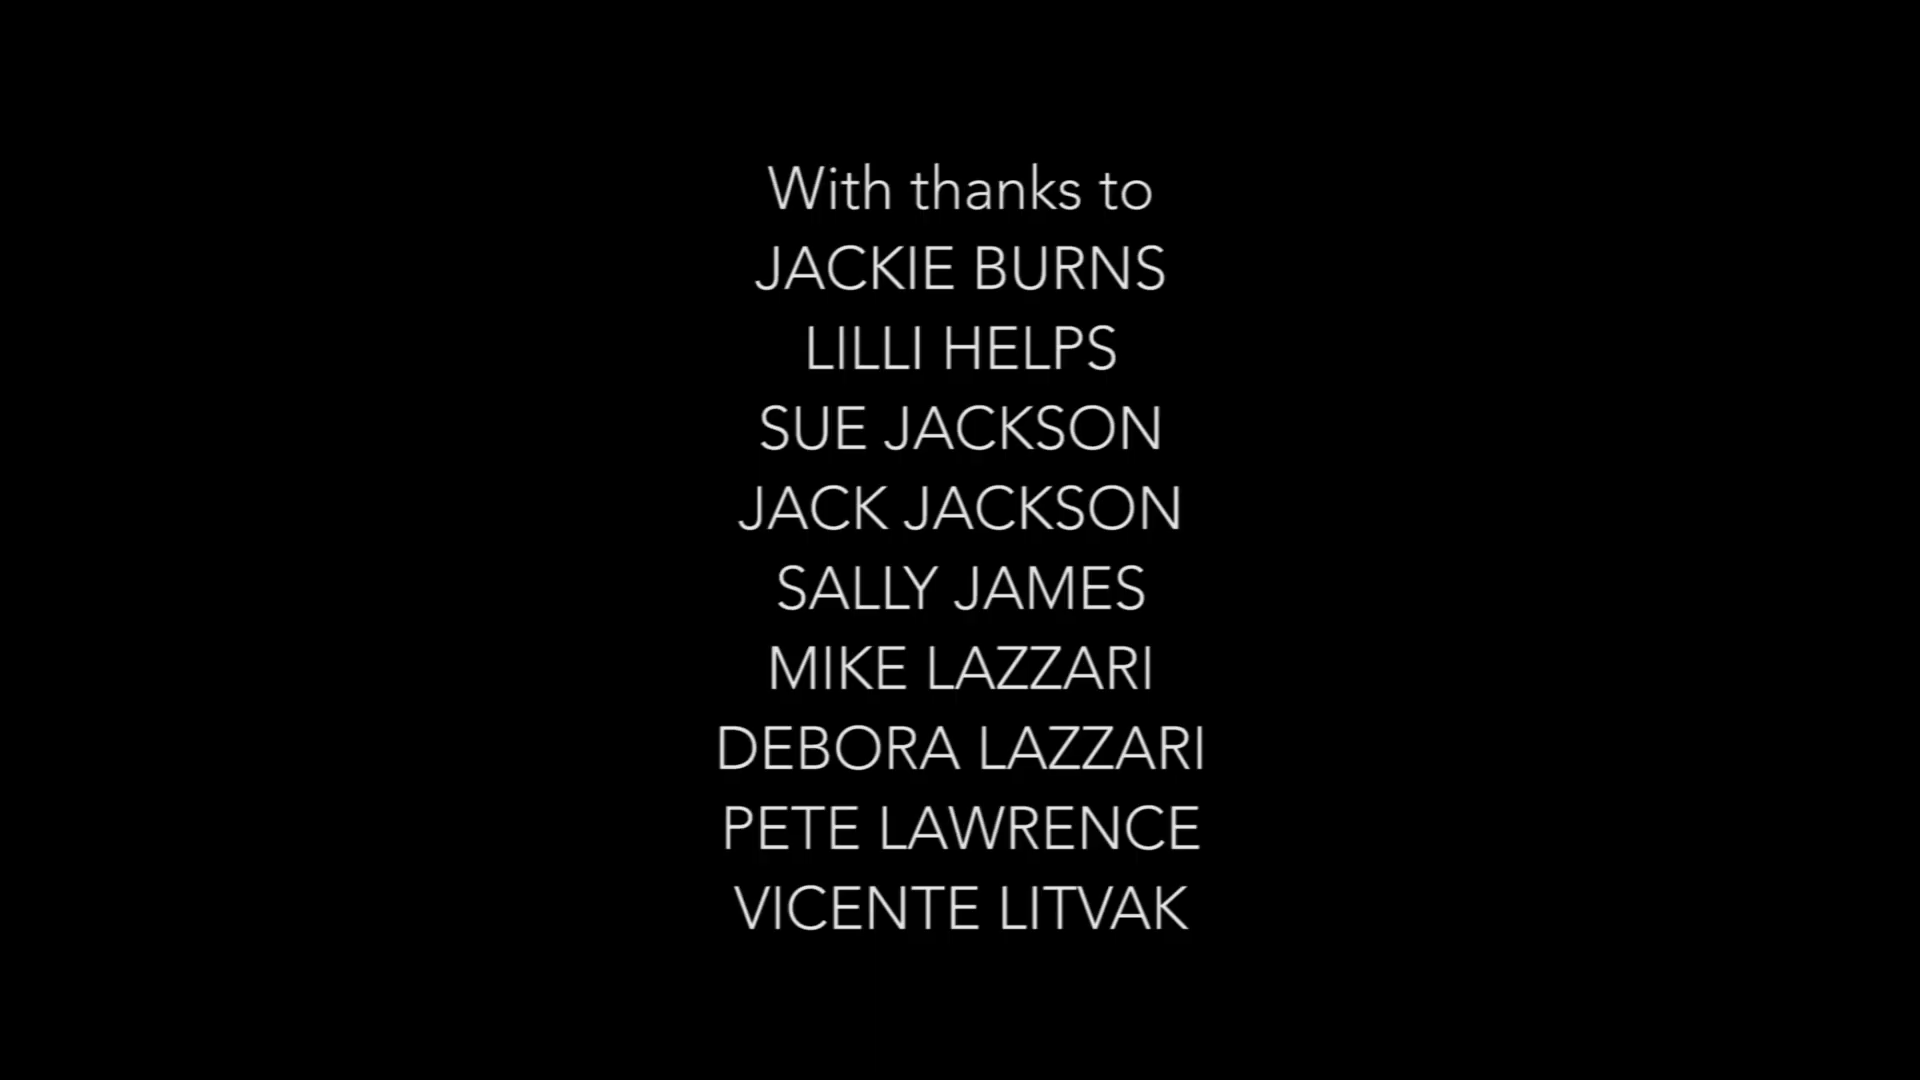 With thanks to
JACKIE BURNS
LILLI HELPS
SUE JACKSON
JACK JACKSON
SALLY JAMES
MIKE LAZZARI
DEBORA LAZZARI
PETE LAWRENCE
VICENTE LITVAK